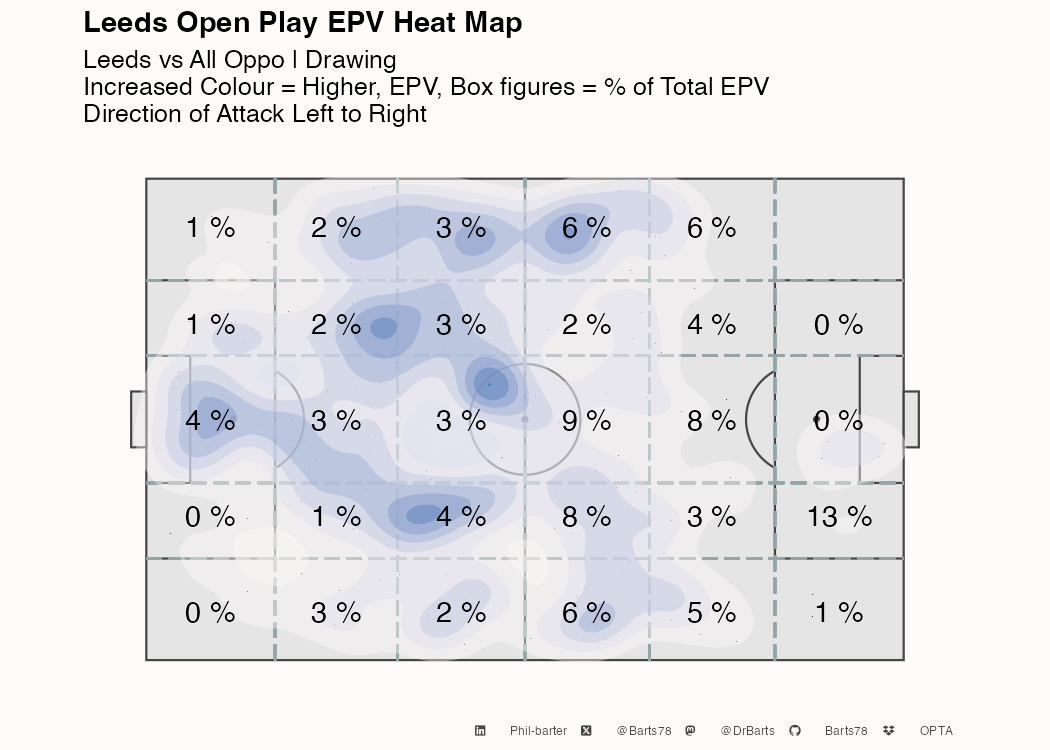 Leeds Open Play EPV Heat Map
Leeds vs All Oppo | Drawing
Increased Colour = Higher, EPV, Box figures = % of Total EPV
Direction of Attack Left to Right
1 % 2 % 3 % 6 % 6 %
1 % 2 % 3 % 2 % 4 % 0 %
4 % 3 % 3 % 9 % 8 % 0 %
0 % 1 % 4 % 8 % 3 % 13 %
0 % 3 % 2 % 6 % 5 % 1 %
Phil-barter @Barts78 @DrBarts Barts78 OPTA